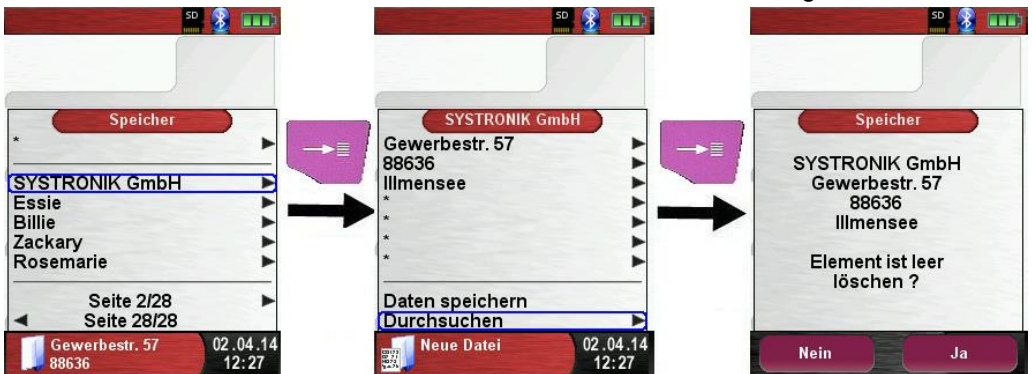 SD
Speicher
*
SYSTRONIK GmbH
Essie
Billie
Zackary
Rosemarie
Seite 2/28
Seite 28/28
Gewerbestr. 57
88636
02.04.14
12:27
SD
SYSTRONIK GmbH
Gewerbestr. 57
88636
Illmensee
*
*
*
*
Daten speichern
Durchsuchen
Neue Datei
02.04.14
12:27
SD
Speicher
SYSTRONIK GmbH
Gewerbestr. 57
88636
Illmensee
Element ist leer
löschen ?
Nein
Ja